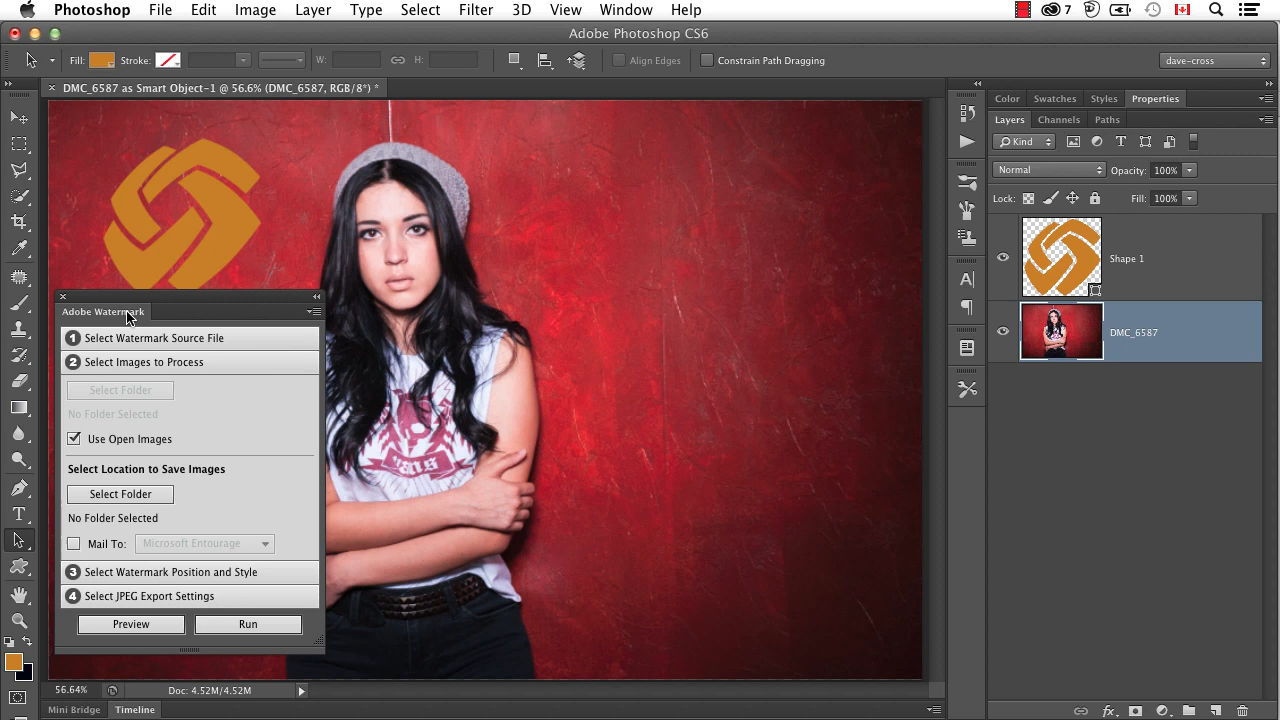 Photoshop File Edit Image Layer Type Select Filter 3D View Window Help 7
Adobe Photoshop CS6
Fill: Stroke: W: H: Align Edges Constrain Path Dragging dave-cross
DMC_6587 as Smart Object-1 @ 56.6% (DMC_6587, RGB/8*) *
Color Swatches Styles Properties
Layers Channels Paths
Kind
Normal Opacity: 100%
Lock: Fill: 100%
Shape 1
DMC_6587
Adobe Watermark
1 Select Watermark Source File
2 Select Images to Process
Select Folder
No Folder Selected
Use Open Images
Select Location to Save Images
Select Folder
No Folder Selected
Mail To: Microsoft Entourage
3 Select Watermark Position and Style
4 Select JPEG Export Settings
Preview Run
56.64% Doc: 4.52M/4.52M
Mini Bridge Timeline